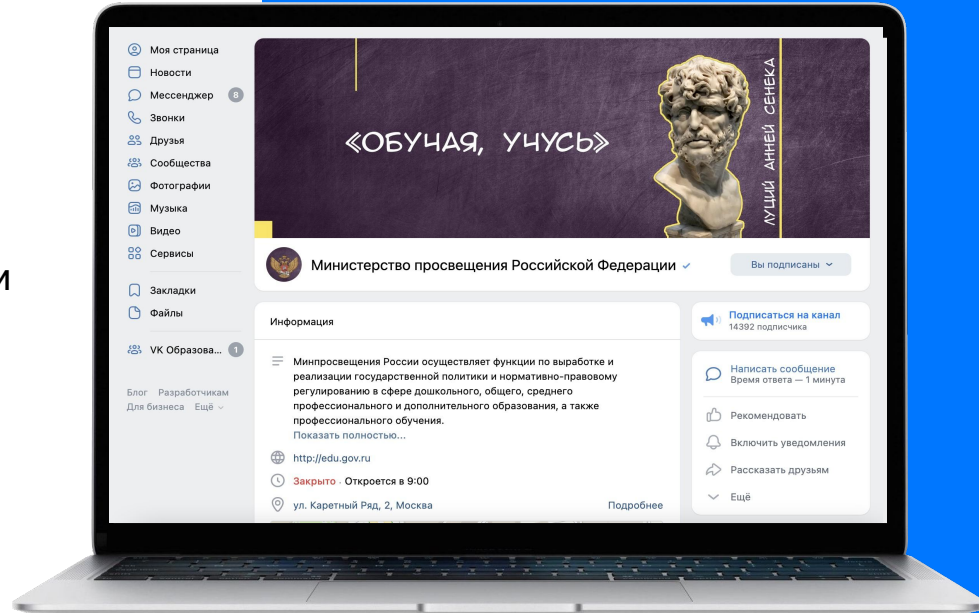 и
Моя страница
Новости
Мессенджер 8
Звонки
Друзья
Сообщества
Фотографии
Музыка
Видео
Сервисы
Закладки
Файлы
VK Образова... 1
Блог Разработчикам
Для бизнеса Ещё
«ОБУЧАЯ, УЧУСЬ»
ЛУЦИЙ АННЕЙ СЕНЕКА
Министерство просвещения Российской Федерации
Вы подписаны
Информация
Минпросвещения России осуществляет функции по выработке и
реализации государственной политики и нормативно-правовому
регулированию в сфере дошкольного, общего, среднего
профессионального и дополнительного образования, а также
профессионального обучения.
Показать полностью...
http://edu.gov.ru
Закрыто · Откроется в 9:00
ул. Каретный Ряд, 2, Москва
Подробнее
Подписаться на канал
14392 подписчика
Написать сообщение
Время ответа — 1 минута
Рекомендовать
Включить уведомления
Рассказать друзьям
Ещё